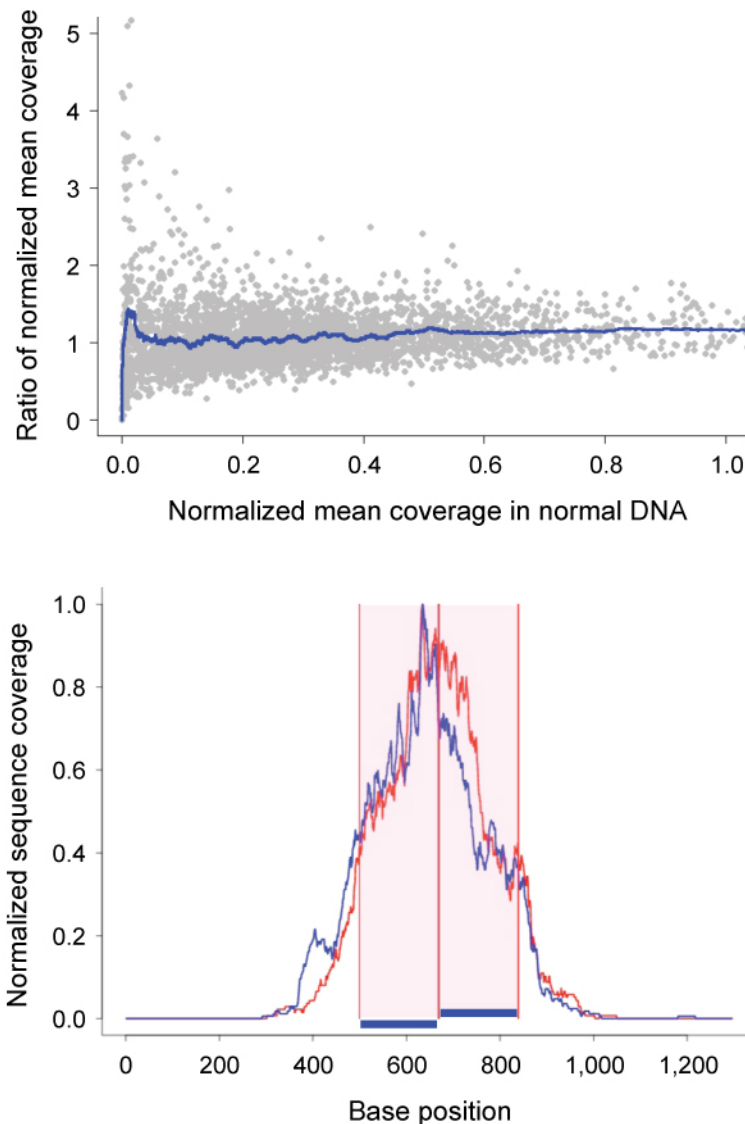 Ratio of normalized mean coverage
5
4
3
2
1
0
0.0 0.2 0.4 0.6 0.8 1.0
Normalized mean coverage in normal DNA
Normalized sequence coverage
1.0
0.8
0.6
0.4
0.2
0.0
0 200 400 600 800 1,000 1,200
Base position